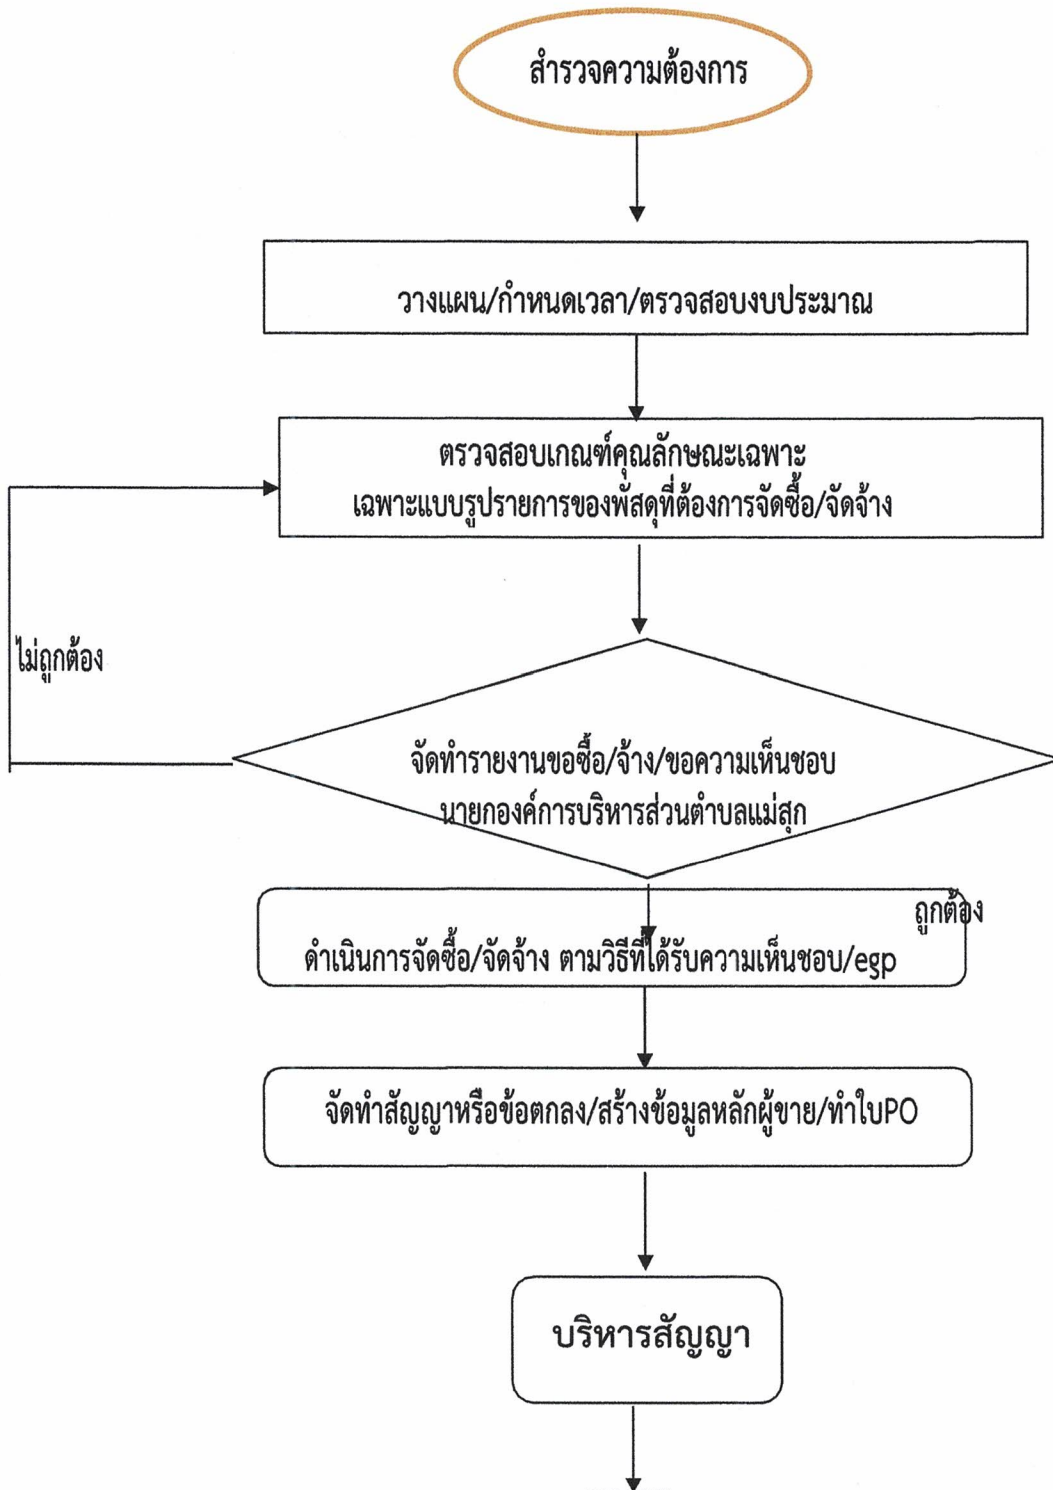 สำรวจความต้องการ
วางแผน/กำหนดเวลา/ตรวจสอบงบประมาณ
ตรวจสอบเกณฑ์คุณลักษณะเฉพาะ
เฉพาะแบบรูปรายการของพัสดุที่ต้องการจัดซื้อ/จัดจ้าง
ไม่ถูกต้อง
จัดทำรายงานขอซื้อ/จ้าง/ขอความเห็นชอบ
นายกองค์การบริหารส่วนตำบลแม่สุก
ถูกต้อง
ดำเนินการจัดซื้อ/จัดจ้าง ตามวิธีที่ได้รับความเห็นชอบ/egp
จัดทำสัญญาหรือข้อตกลง/สร้างข้อมูลหลักผู้ขาย/ทำใบPO
บริหารสัญญา